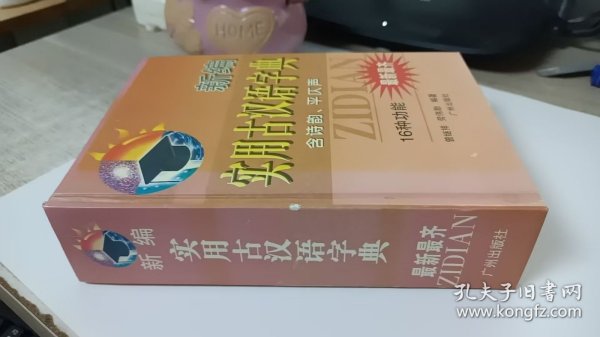 HOME
新编
实用古汉语字典
含诗韵、平仄声
ZIDIAN
最新最齐
16种功能
编著
广州出版社
新编
实用古汉语字典
最新最齐
ZIDIAN
广州出版社
孔夫子旧书网
www.kongfz.com